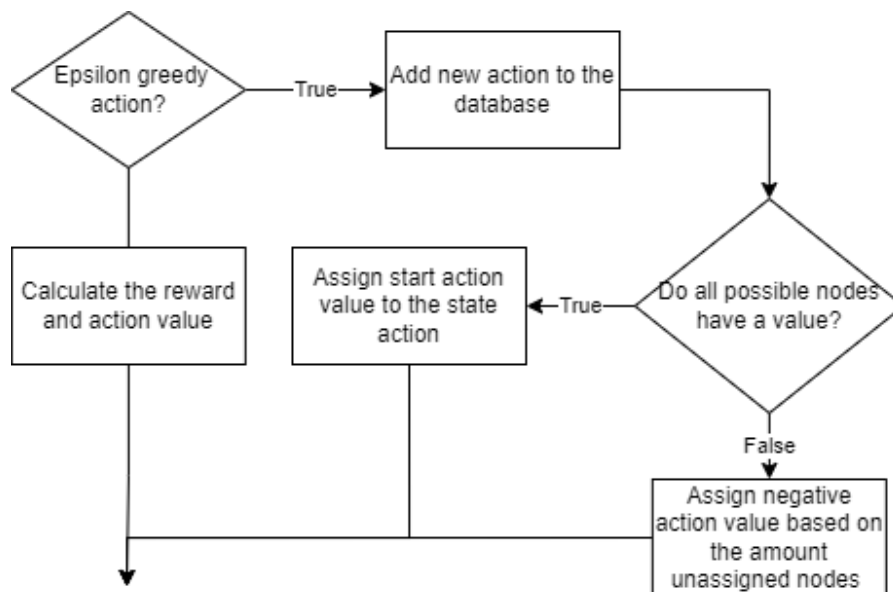 Epsilon greedy
action?
True
Add new action to the
database
Calculate the reward
and action value
Assign start action
value to the state
action
True
Do all possible nodes
have a value?
False
Assign negative
action value based on
the amount
unassigned nodes